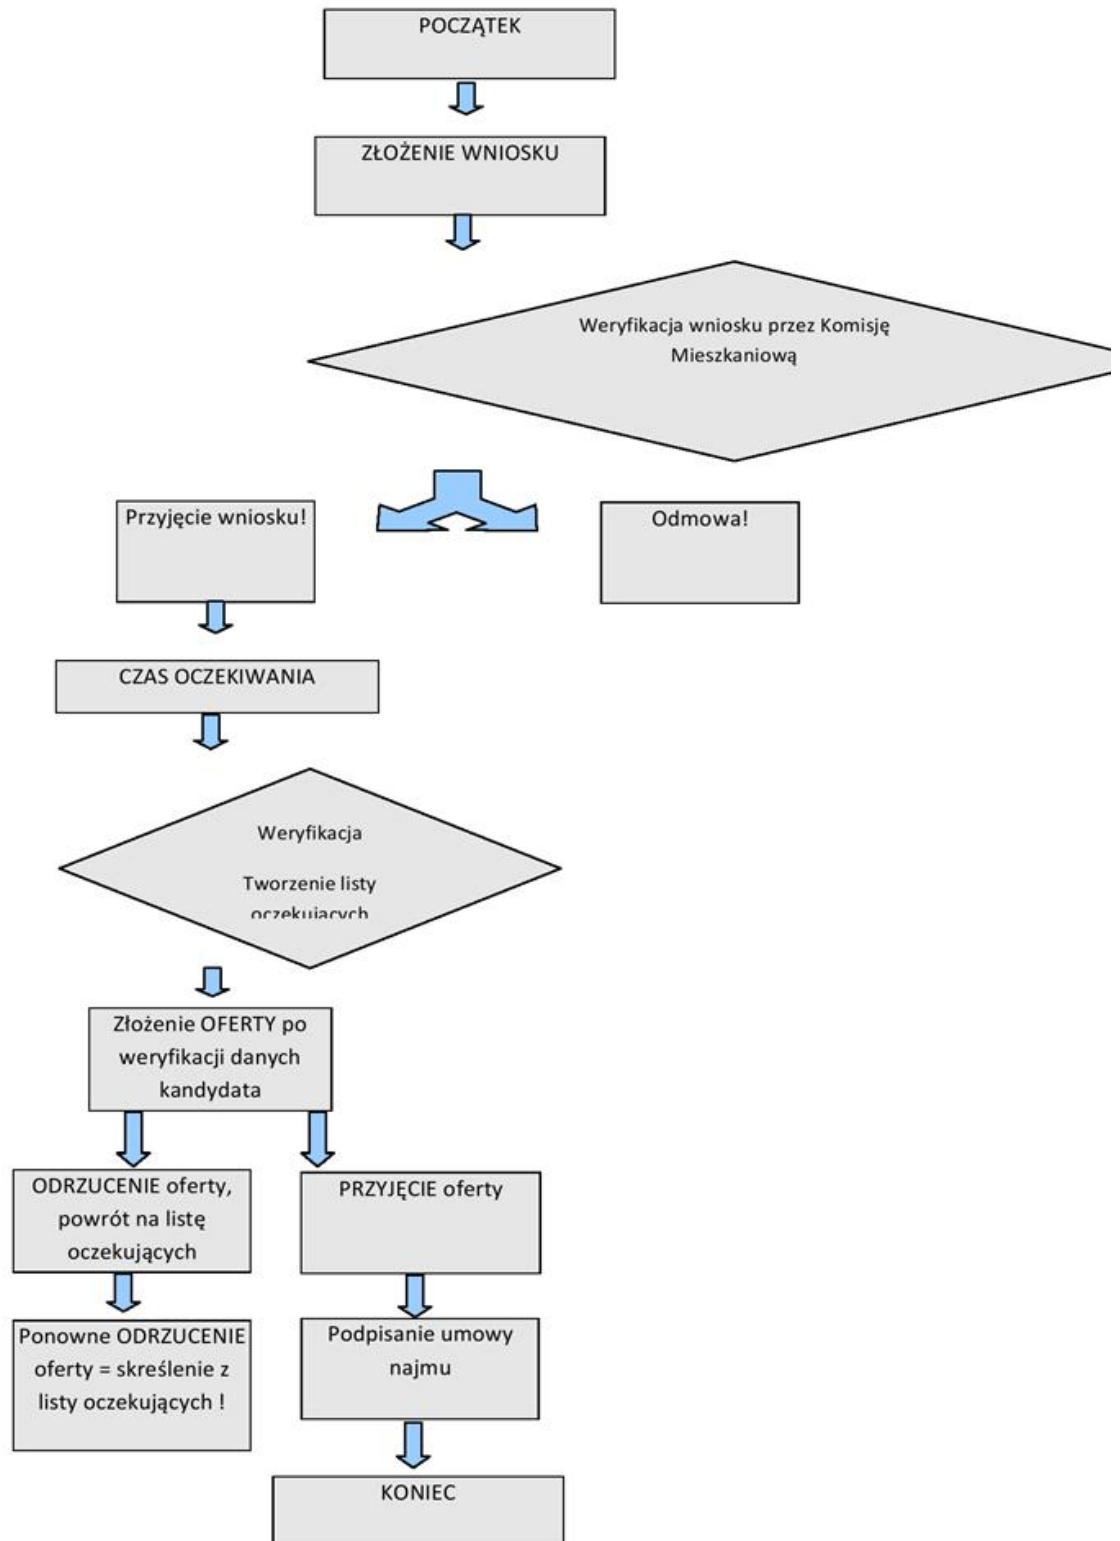 POCZĄTEK
ZŁOŻENIE WNIOSKU
Weryfikacja wniosku przez Komisję
Mieszkaniową
Przyjęcie wniosku!
Odmowa!
CZAS OCZEKIWANIA
Weryfikacja
Tworzenie listy
oczekujących
Złożenie OFERTY po
weryfikacji danych
kandydata
ODRZUCENIE oferty,
powrót na listę
oczekujących
PRZYJĘCIE oferty
Ponowne ODRZUCENIE
oferty = skreślenie z
listy oczekujących !
Podpisanie umowy
najmu
KONIEC